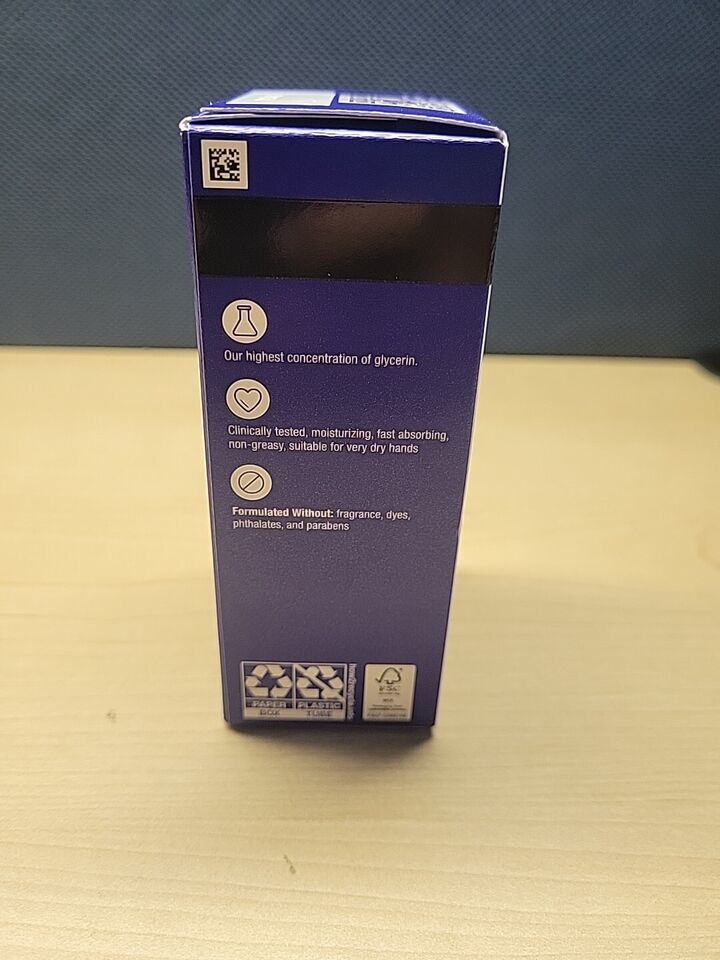 Our highest concentration of glycerin.
Clinically tested, moisturizing, fast absorbing,
non-greasy, suitable for very dry hands
Formulated Without: fragrance, dyes,
phthalates, and parabens
PAPER PLASTIC
BOX TUBE
FSC